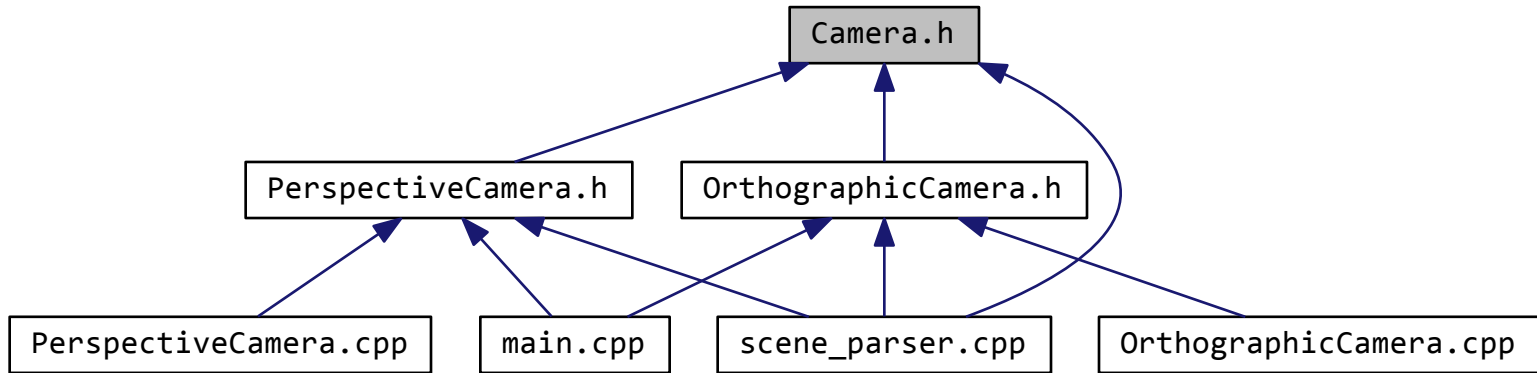 Camera.h
PerspectiveCamera.h
OrthographicCamera.h
PerspectiveCamera.cpp
main.cpp
scene_parser.cpp
OrthographicCamera.cpp